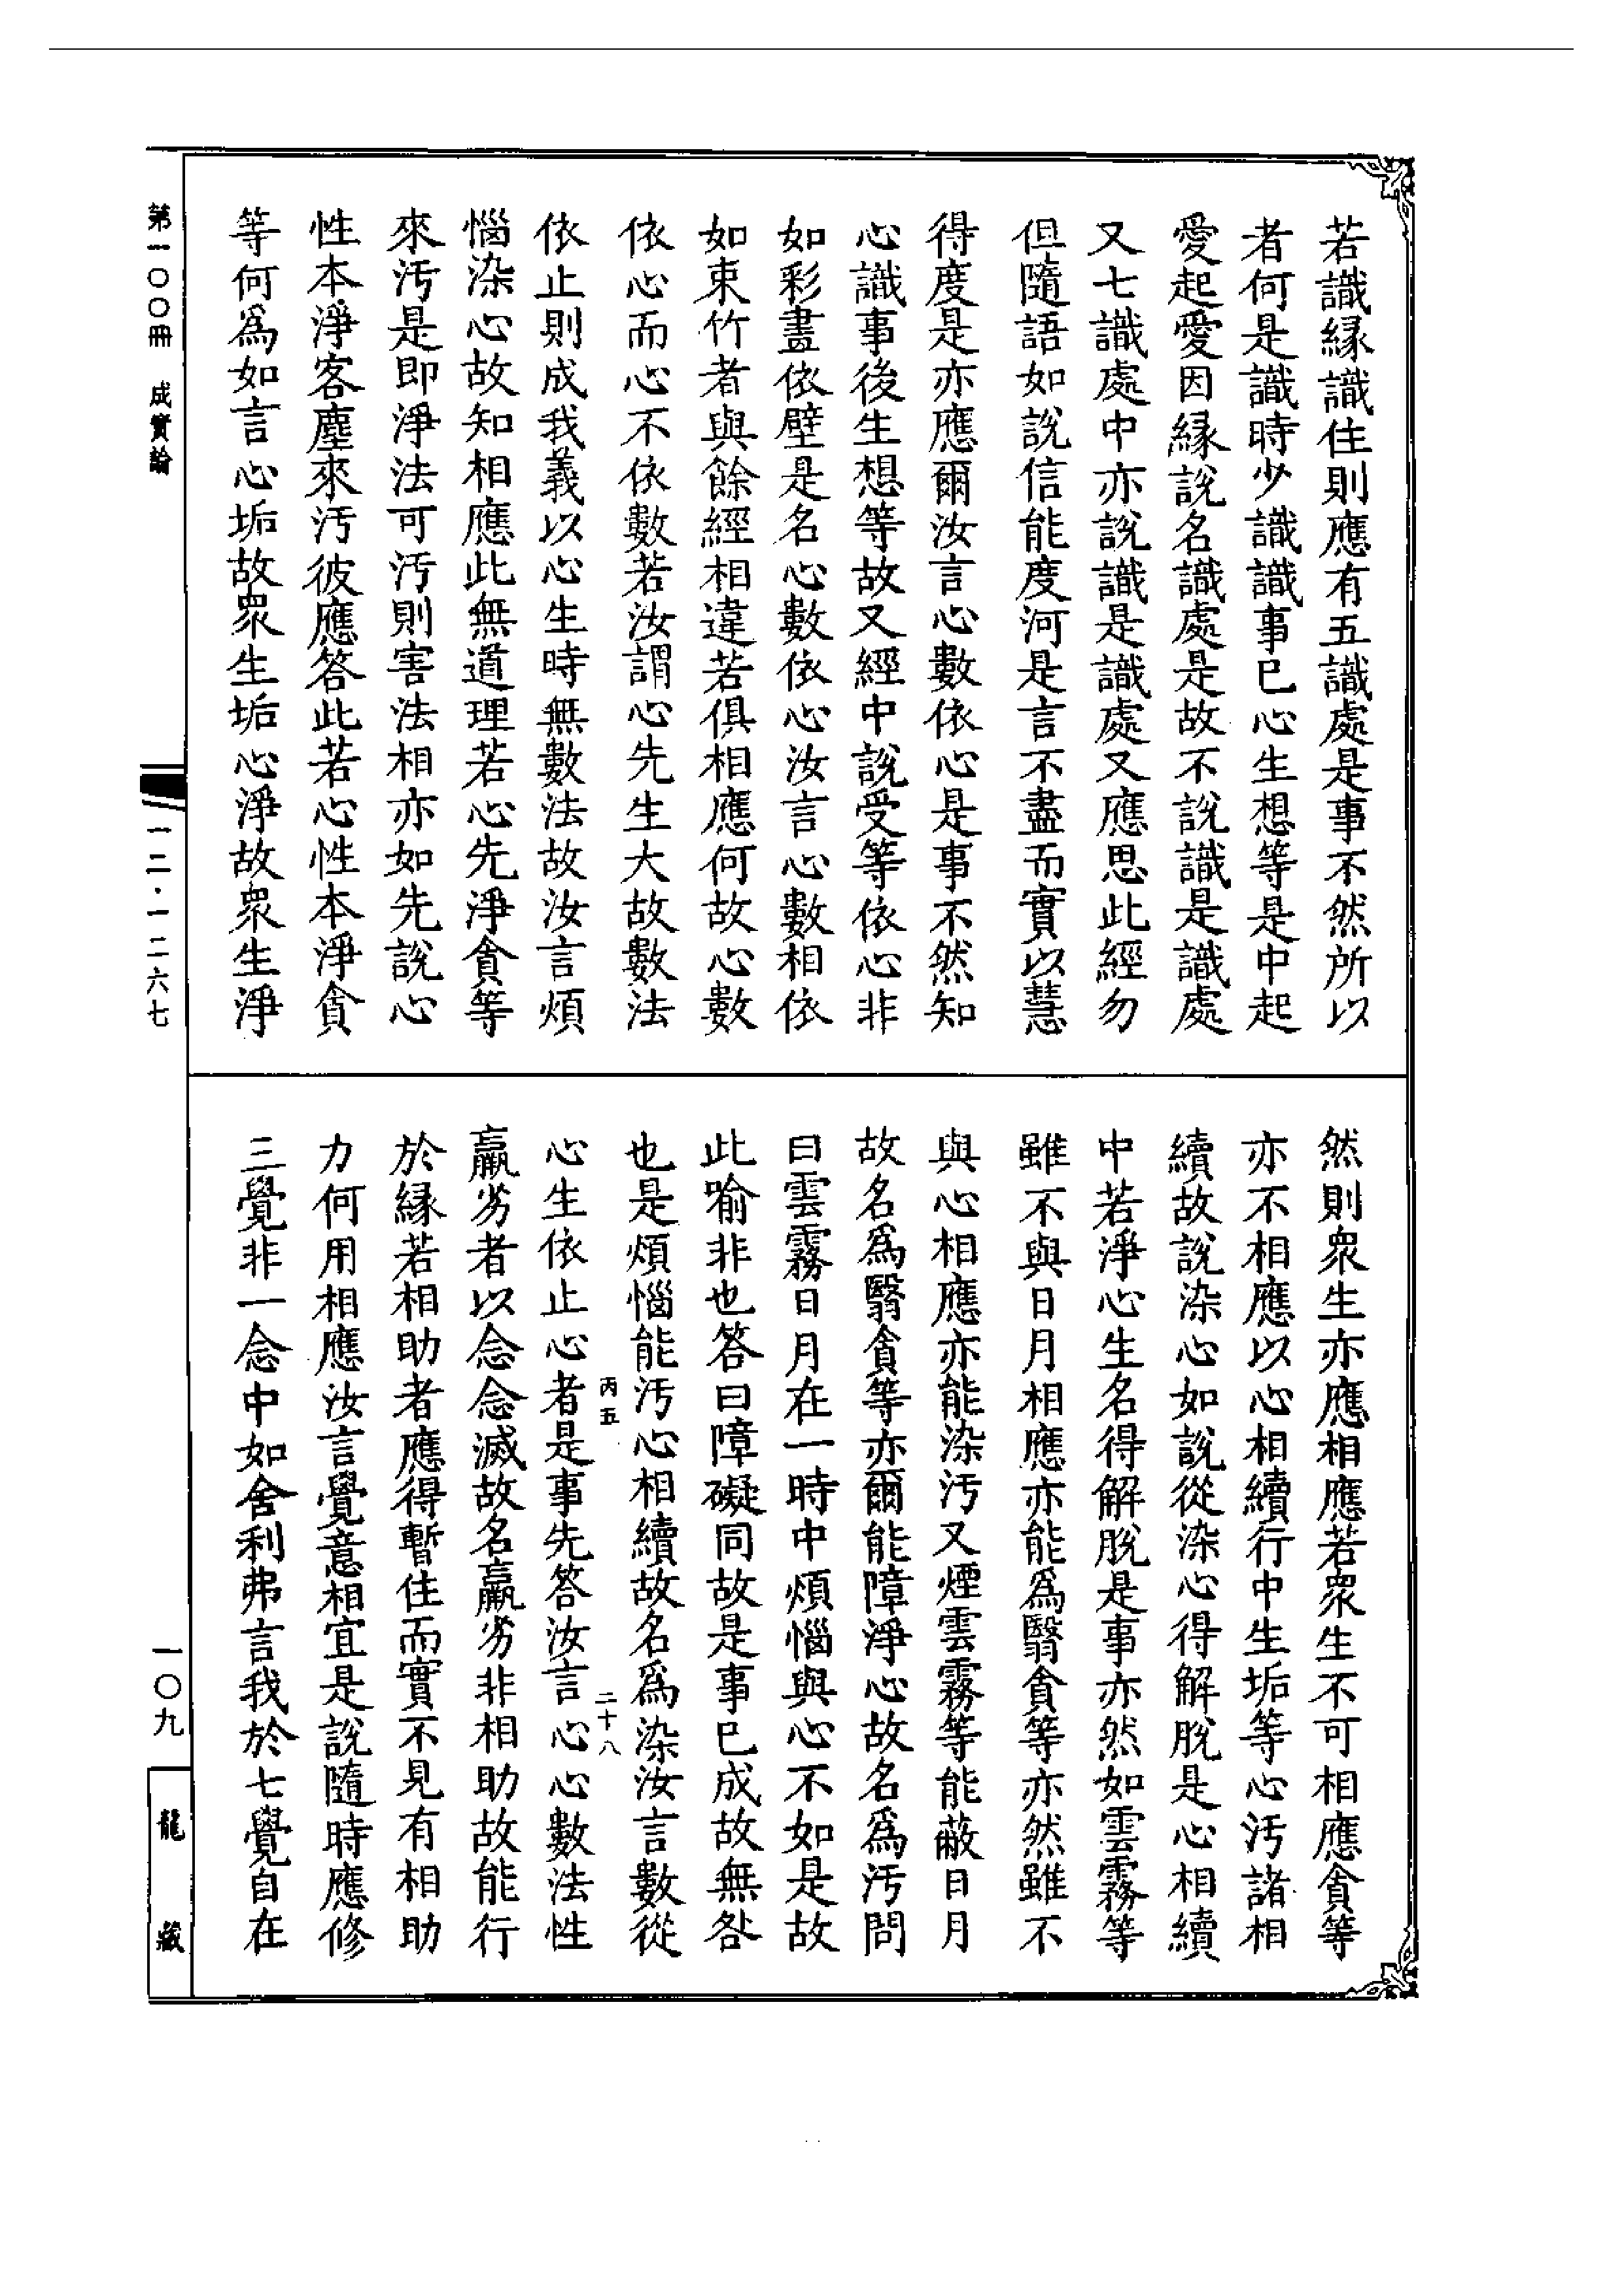 若識縁識住則應有五識處是事不然所以
者何是識時少識識事已心生想等是中起
愛起愛因縁說名識處是故不說識是識處
又七識處中亦說識是識處又應思此經勿
但隨語如說信能度河是言不盡而實以慧
得度是亦應爾汝言心數依心是事不然知
心識事後生想等故又經中說受等依心非
如彩畫依壁是名心數依心汝言心數相依
如束竹者與餘經相違若俱相應何故心數
依心而心不依數若汝謂心先生大故數法
依止則成我義以心生時無數法故汝言煩
惱染心故知相應此無道理若心先淨貪等
來汚是即淨法可汚則害法相亦如先說心
性本淨客塵來汚彼應答此若心性本淨貪
等何爲如言心垢故衆生垢心淨故衆生淨
然則衆生亦應相應若衆生不可相應貪等
亦不相應以心相續行中生垢等心汚諸相
續故說染心如說從染心得解脫是心相續
中若淨心生名得解脫是事亦然如雲霧等
雖不與日月相應亦能爲翳貪等亦然雖不
與心相應亦能染汚又煙雲霧等能蔽日月
故名爲翳貪等亦爾能障淨心故名爲汚問
曰雲霧日月在一時中煩惱與心不如是故
此喻非也答曰障礙同故是事已成故無咎
也是煩惱能汚心相續故名爲染汝言數從
丙五 二十八
心生依止心者是事先答汝言心心數法性
羸劣者以念念滅故名羸劣非相助故能行
於縁若相助者應得暫住而實不見有相助
力何用相應汝言覺意相宜是說隨時應修
三覺非一念中如舍利弗言我於七覺自在
第一〇〇冊 成實論
一二·一二六七
一〇九
龍藏